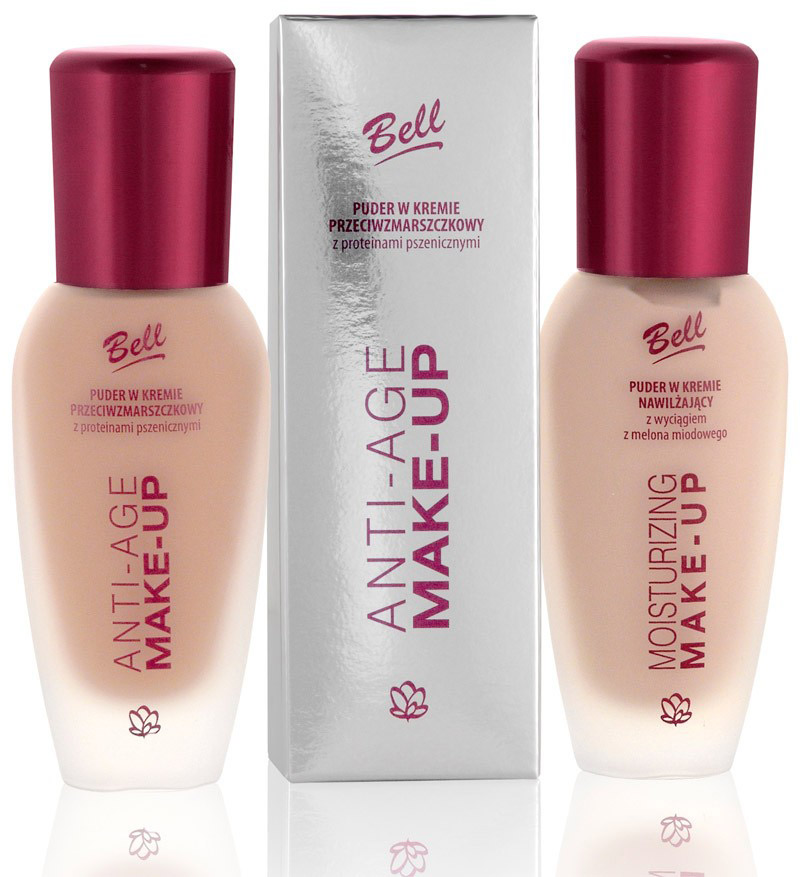 Bell
PUDER W KREMIE
PRZECIWZMARSZCZKOWY
z proteinami pszenicznymi
ANTI-AGE
MAKE-UP
Bell
PUDER W KREMIE
PRZECIWZMARSZCZKOWY
z proteinami pszenicznymi
ANTI-AGE
MAKE-UP
Bell
PUDER W KREMIE
NAWILŻAJĄCY
z wyciągiem
z melona miodowego
MOISTURIZING
MAKE-UP